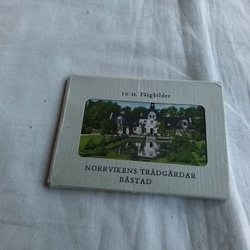 10 st. Färgbilder
NORRVIKENS TRÄDGÅRDAR
BÅSTAD